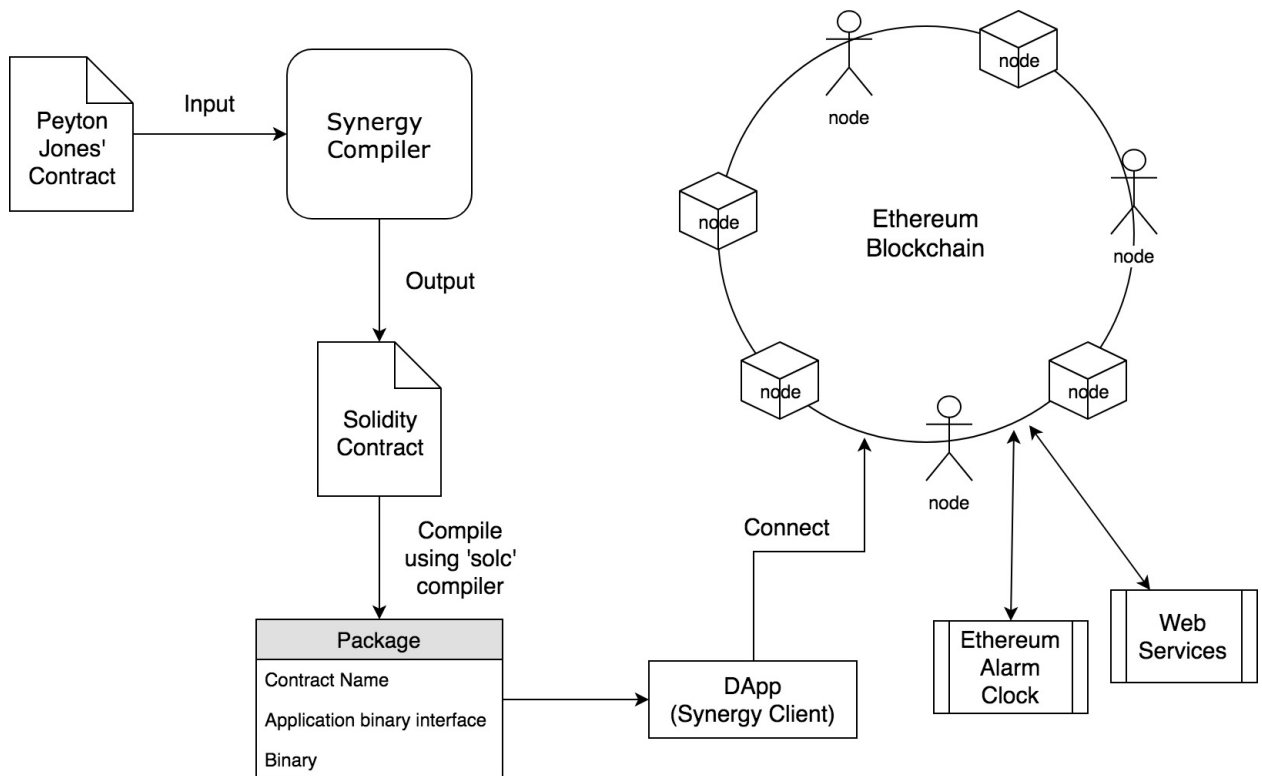 Peyton
Jones'
Contract
Input
Synergy
Compiler
Output
Solidity
Contract
Compile
using 'solc'
compiler
Package
Contract Name
Application binary interface
Binary
DApp
(Synergy Client)
Connect
node
node
node
node
Ethereum
Blockchain
node
node
node
node
Ethereum
Alarm
Clock
Web
Services